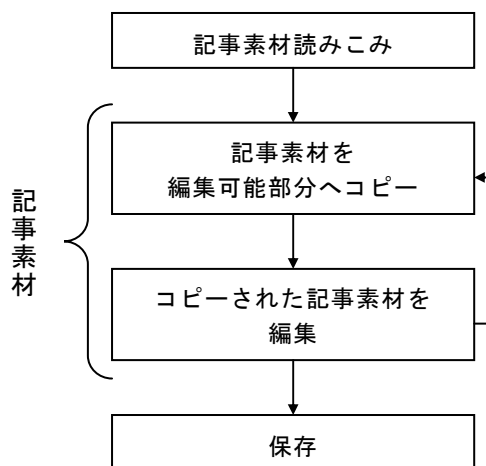 記事素材読みこみ
記事素材を
編集可能部分へコピー
記事素材
コピーされた記事素材を
編集
保存